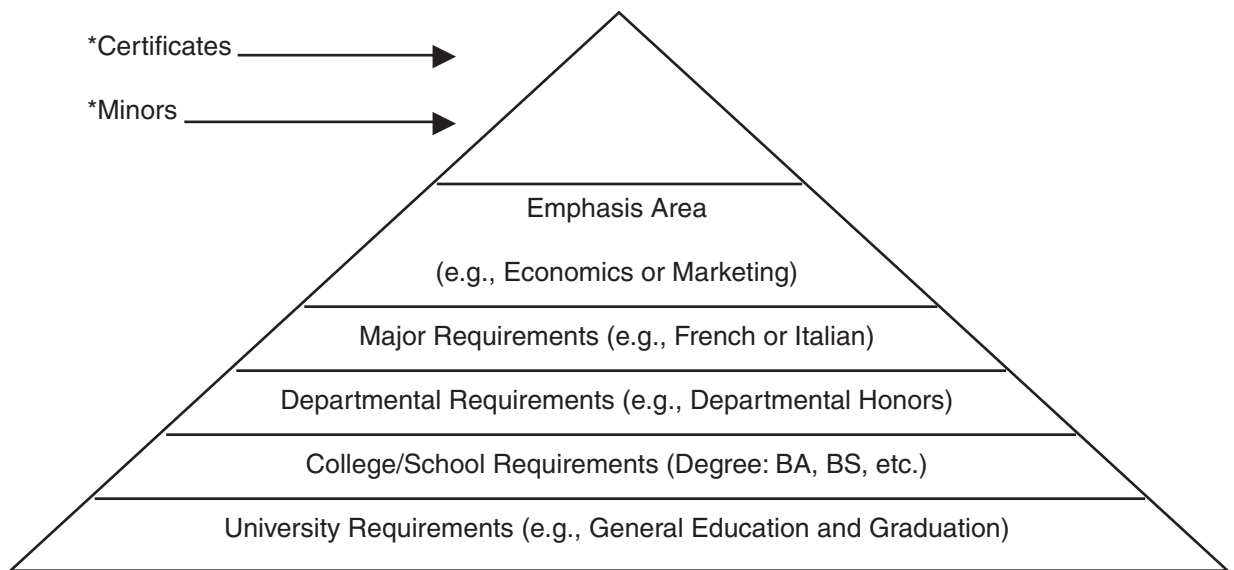 *Certificates
*Minors
Emphasis Area
(e.g., Economics or Marketing)
Major Requirements (e.g., French or Italian)
Departmental Requirements (e.g., Departmental Honors)
College/School Requirements (Degree: BA, BS, etc.)
University Requirements (e.g., General Education and Graduation)